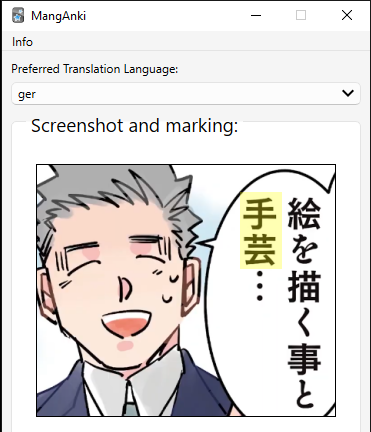 MangAnki
Info
Preferred Translation Language:
ger
Screenshot and marking:
絵を描く事と
手芸…